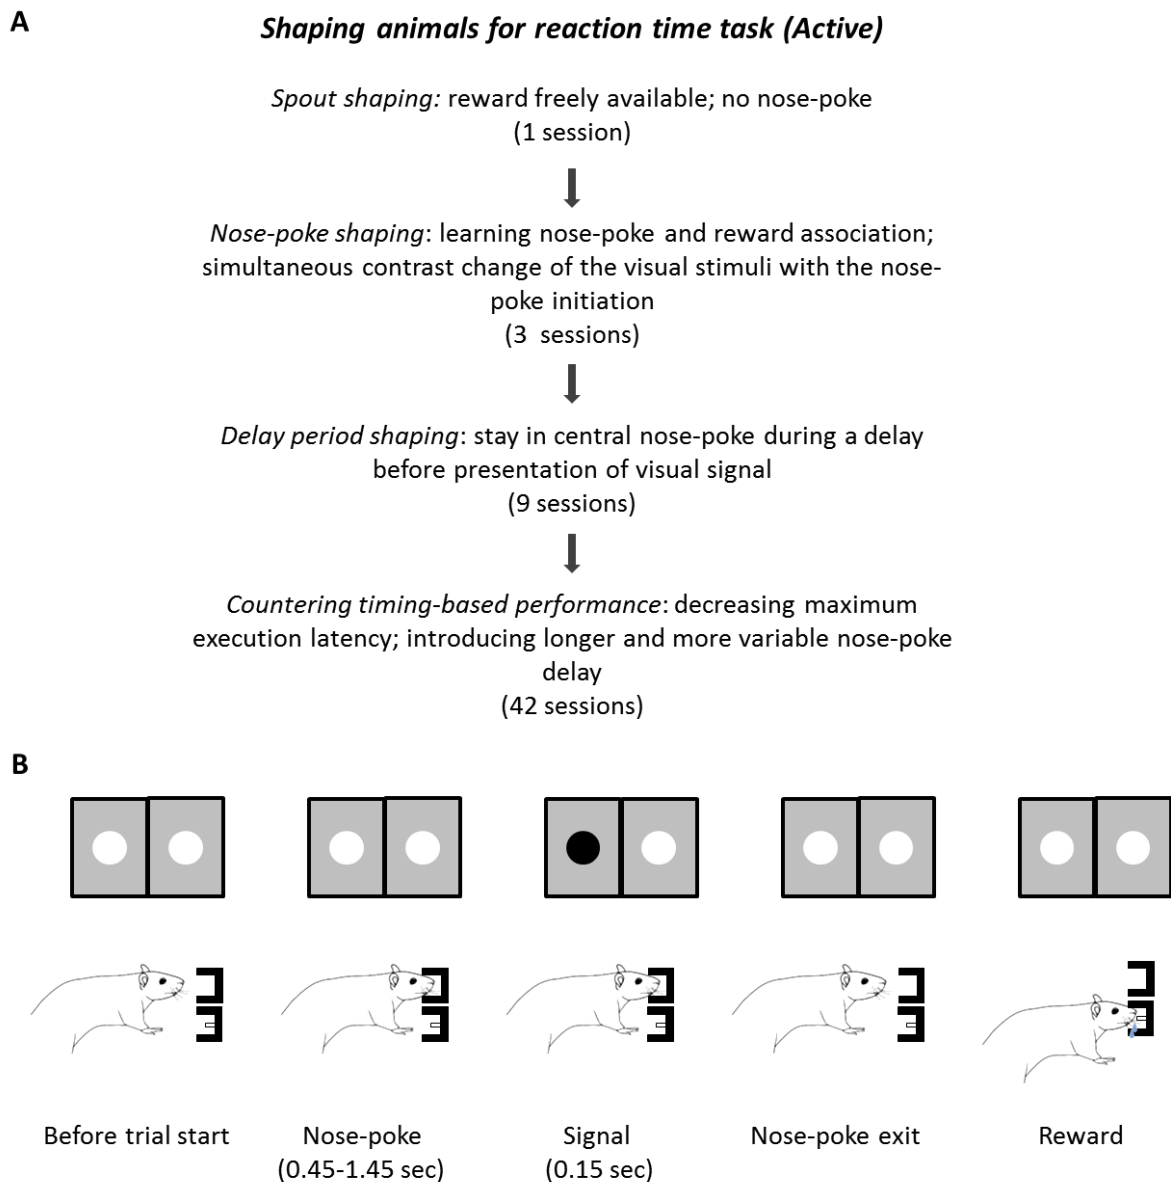 A
Shaping animals for reaction time task (Active)
Spout shaping: reward freely available; no nose-poke
(1 session)
Nose-poke shaping: learning nose-poke and reward association;
simultaneous contrast change of the visual stimuli with the nose-
poke initiation
(3 sessions)
Delay period shaping: stay in central nose-poke during a delay
before presentation of visual signal
(9 sessions)
Countering timing-based performance: decreasing maximum
execution latency; introducing longer and more variable nose-poke
delay
(42 sessions)
B
Before trial start
Nose-poke
(0.45-1.45 sec)
Signal
(0.15 sec)
Nose-poke exit
Reward